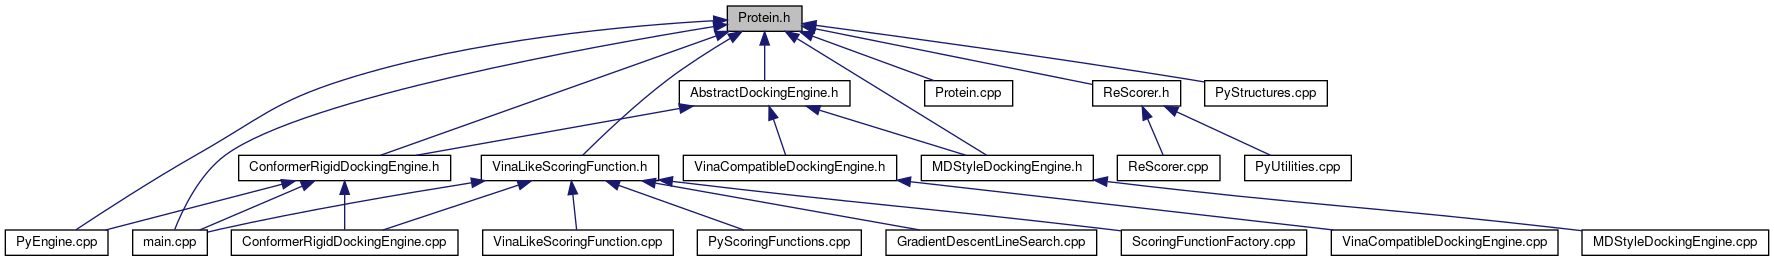 Protein.h
AbstractDockingEngine.h
Protein.cpp
ReScorer.h
PyStructures.cpp
ConformerRigidDockingEngine.h
VinaLikeScoringFunction.h
VinaCompatibleDockingEngine.h
MDStyleDockingEngine.h
ReScorer.cpp
PyUtilities.cpp
PyEngine.cpp
main.cpp
ConformerRigidDockingEngine.cpp
VinaLikeScoringFunction.cpp
PyScoringFunctions.cpp
GradientDescentLineSearch.cpp
ScoringFunctionFactory.cpp
VinaCompatibleDockingEngine.cpp
MDStyleDockingEngine.cpp